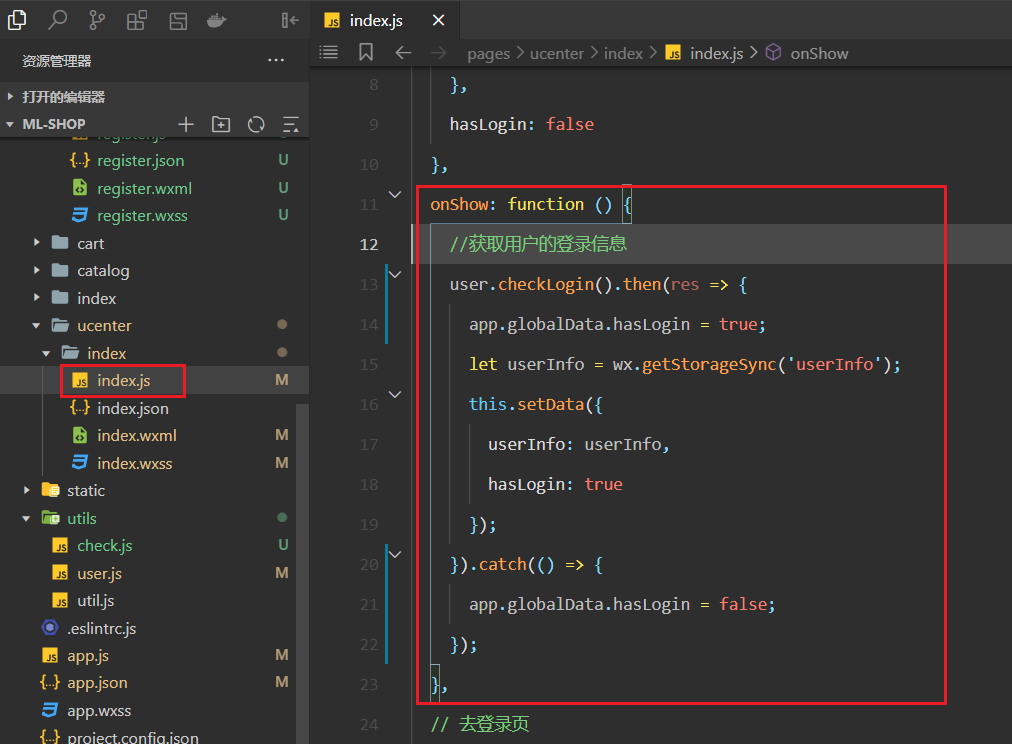 index.js
资源管理器
pages > ucenter > index > index.js > onShow
打开的编辑器
ML-SHOP
register.js
register.json U
register.wxml U
register.wxss U
cart
catalog
index
ucenter
index
index.js M
index.json
index.wxml M
index.wxss M
static
utils
check.js U
user.js M
util.js
.eslintrc.js
app.js M
app.json M
app.wxss
project.config.json
8 },
9 hasLogin: false
10 },
11 onShow: function () {
12 //获取用户的登录信息
13 user.checkLogin().then(res => {
14 app.globalData.hasLogin = true;
15 let userInfo = wx.getStorageSync('userInfo');
16 this.setData({
17 userInfo: userInfo,
18 hasLogin: true
19 });
20 }).catch(() => {
21 app.globalData.hasLogin = false;
22 });
23 },
24 // 去登录页